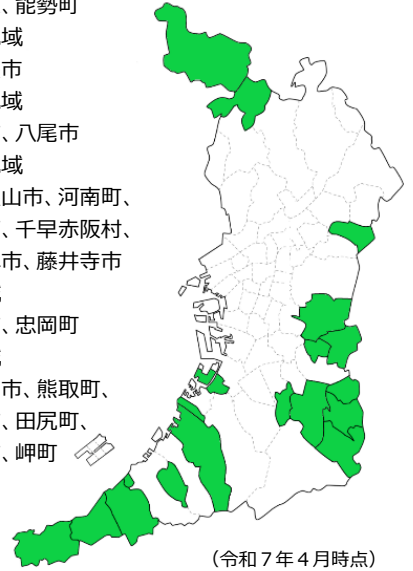 、能勢町
域
市
域
、八尾市
域
山市、河南町、
、千早赤阪村、
市、藤井寺市
、忠岡町
市、熊取町、
、田尻町、
、岬町
(令和7年4月時点)